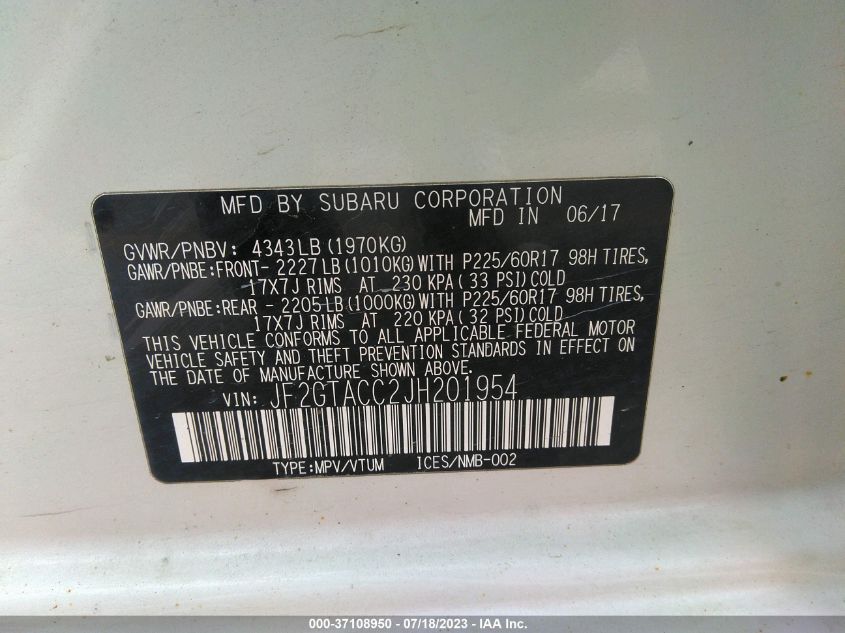 MFD BY SUBARU CORPORATION
MFD IN 06/17
GVWR/PNBV: 4343LB(1970KG)
GAWR/PNBE:FRONT- 2227LB(1010KG)WITH P225/60R17 98H TIRES,
17X7J RIMS AT 230 KPA(33 PSI)COLD
GAWR/PNBE:REAR - 2205LB(1000KG)WITH P225/60R17 98H TIRES,
17X7J RIMS AT 220 KPA(32 PSI)COLD
THIS VEHICLE CONFORMS TO ALL APPLICABLE FEDERAL MOTOR
VEHICLE SAFETY AND THEFT PREVENTION STANDARDS IN EFFECT ON
THE DATE OF MANUFACTURE SHOWN ABOVE.
VIN: JF2GTACC2JH201954
TYPE:MPV/VTUM ICES/NMB-002
000-37108950 - 07/18/2023 - IAA Inc.